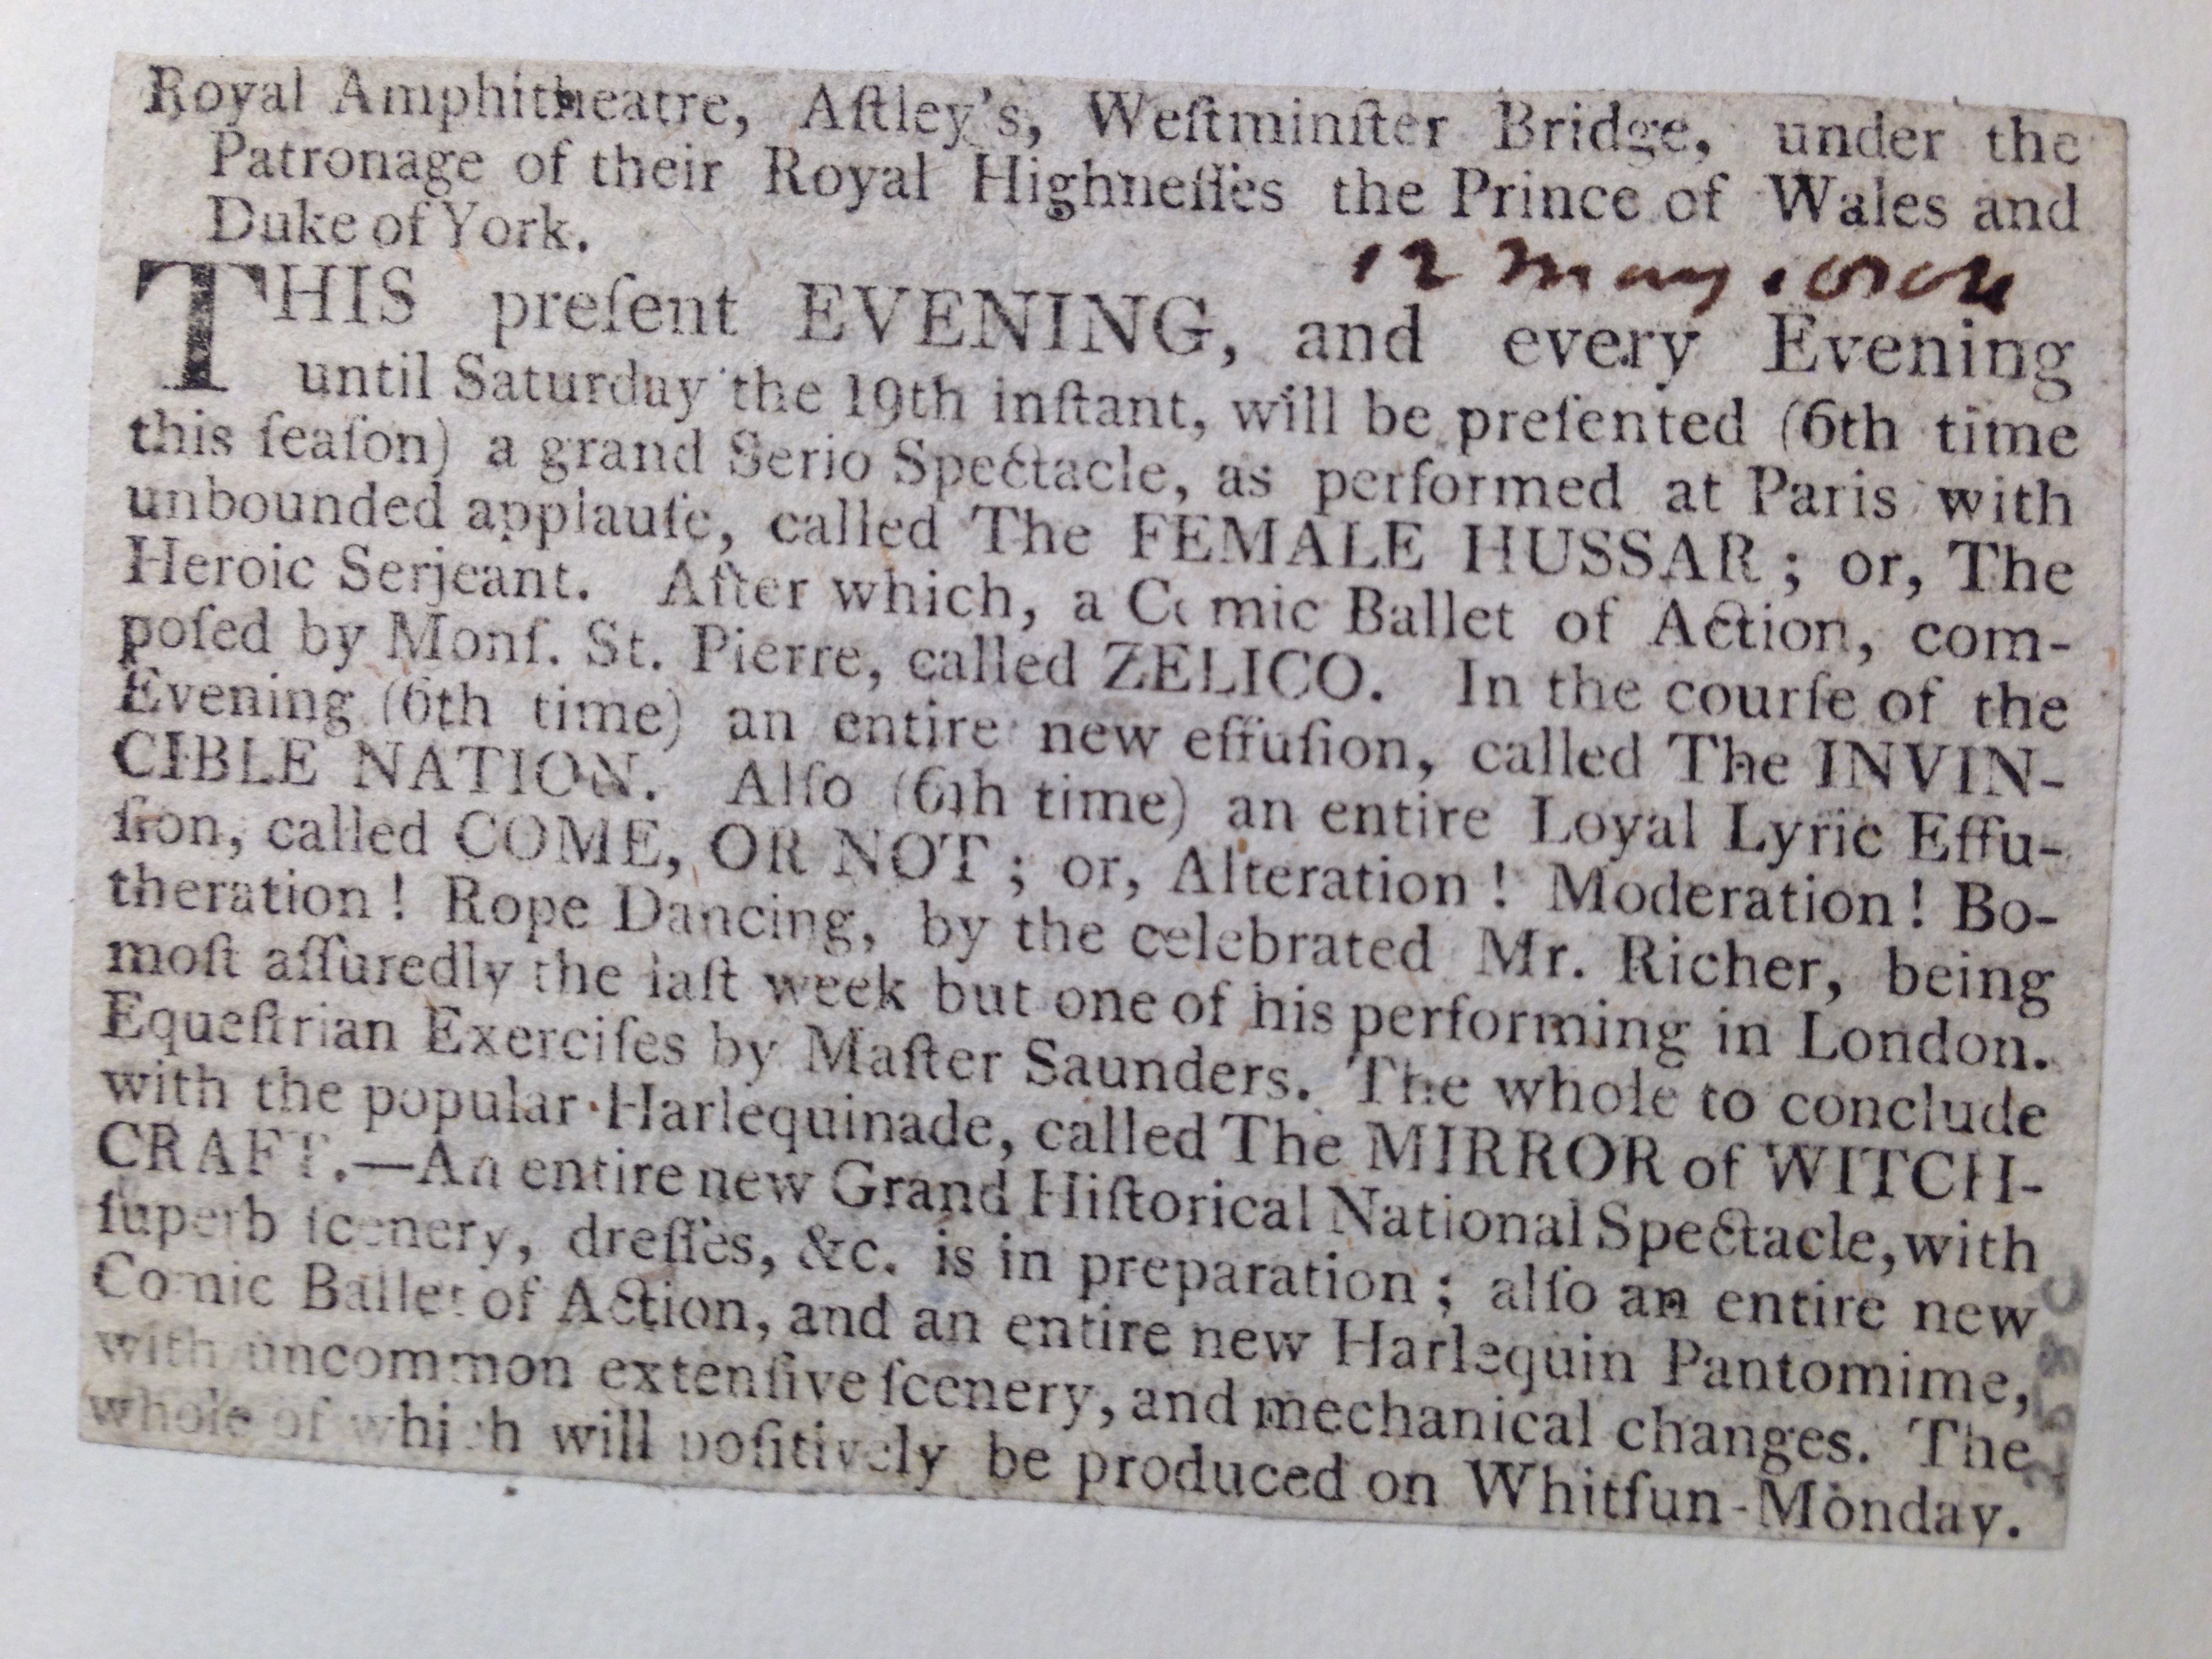 Royal Amphitheatre, Aſtley's, Weſtminſter Bridge, under the
Patronage of their Royal Highneſſes the Prince of Wales and
Duke of York.
12 May
THIS preſent EVENING, and every Evening
until Saturday the 19th inſtant, will be preſented (6th time
this ſeaſon) a grand Serio Spectacle, as performed at Paris with
unbounded applauſe, called The FEMALE HUSSAR; or, The
Heroic Serjeant. After which, a Comic Ballet of Action, com-
poſed by Monſ. St. Pierre, called ZELICO. In the courſe of the
Evening (6th time) an entire new effuſion, called The INVIN-
CIBLE NATION. Alſo (6th time) an entire Loyal Lyric Effu-
ſion, called COME, OR NOT; or, Alteration! Moderation! Bo-
theration! Rope Dancing, by the celebrated Mr. Richer, being
moſt aſſuredly the laſt week but one of his performing in London.
Equeſtrian Exerciſes by Maſter Saunders. The whole to conclude
with the popular Harlequinade, called The MIRROR of WITCH-
CRAFT.—An entire new Grand Hiſtorical National Spectacle, with
ſuperb ſcenery, dreſſes, &c. is in preparation; alſo an entire new
Comic Ballet of Action, and an entire new Harlequin Pantomime,
with uncommon extenſive ſcenery, and mechanical changes. The
whole of which will poſitively be produced on Whitſun-Monday.